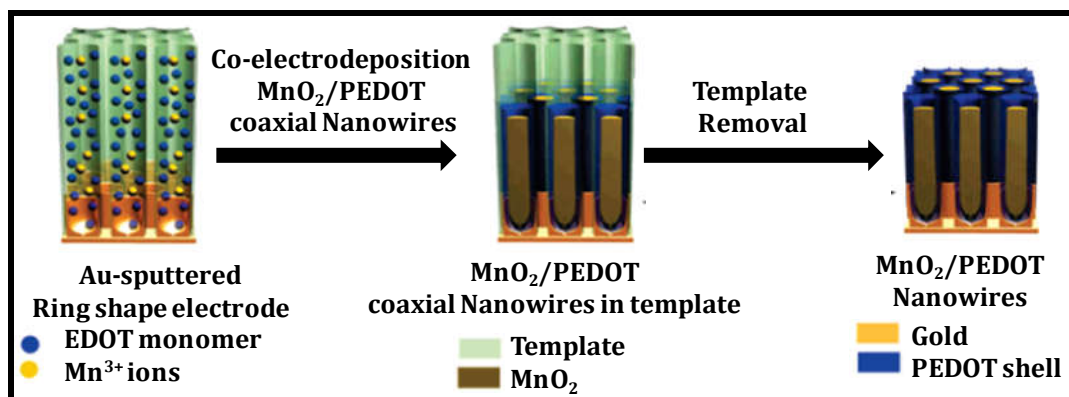 Co-electrodeposition
MnO₂/PEDOT
coaxial Nanowires
Template
Removal
Au-sputtered
Ring shape electrode
EDOT monomer
Mn³⁺ ions
MnO₂/PEDOT
coaxial Nanowires in template
Template
MnO₂
MnO₂/PEDOT
Nanowires
Gold
PEDOT shell